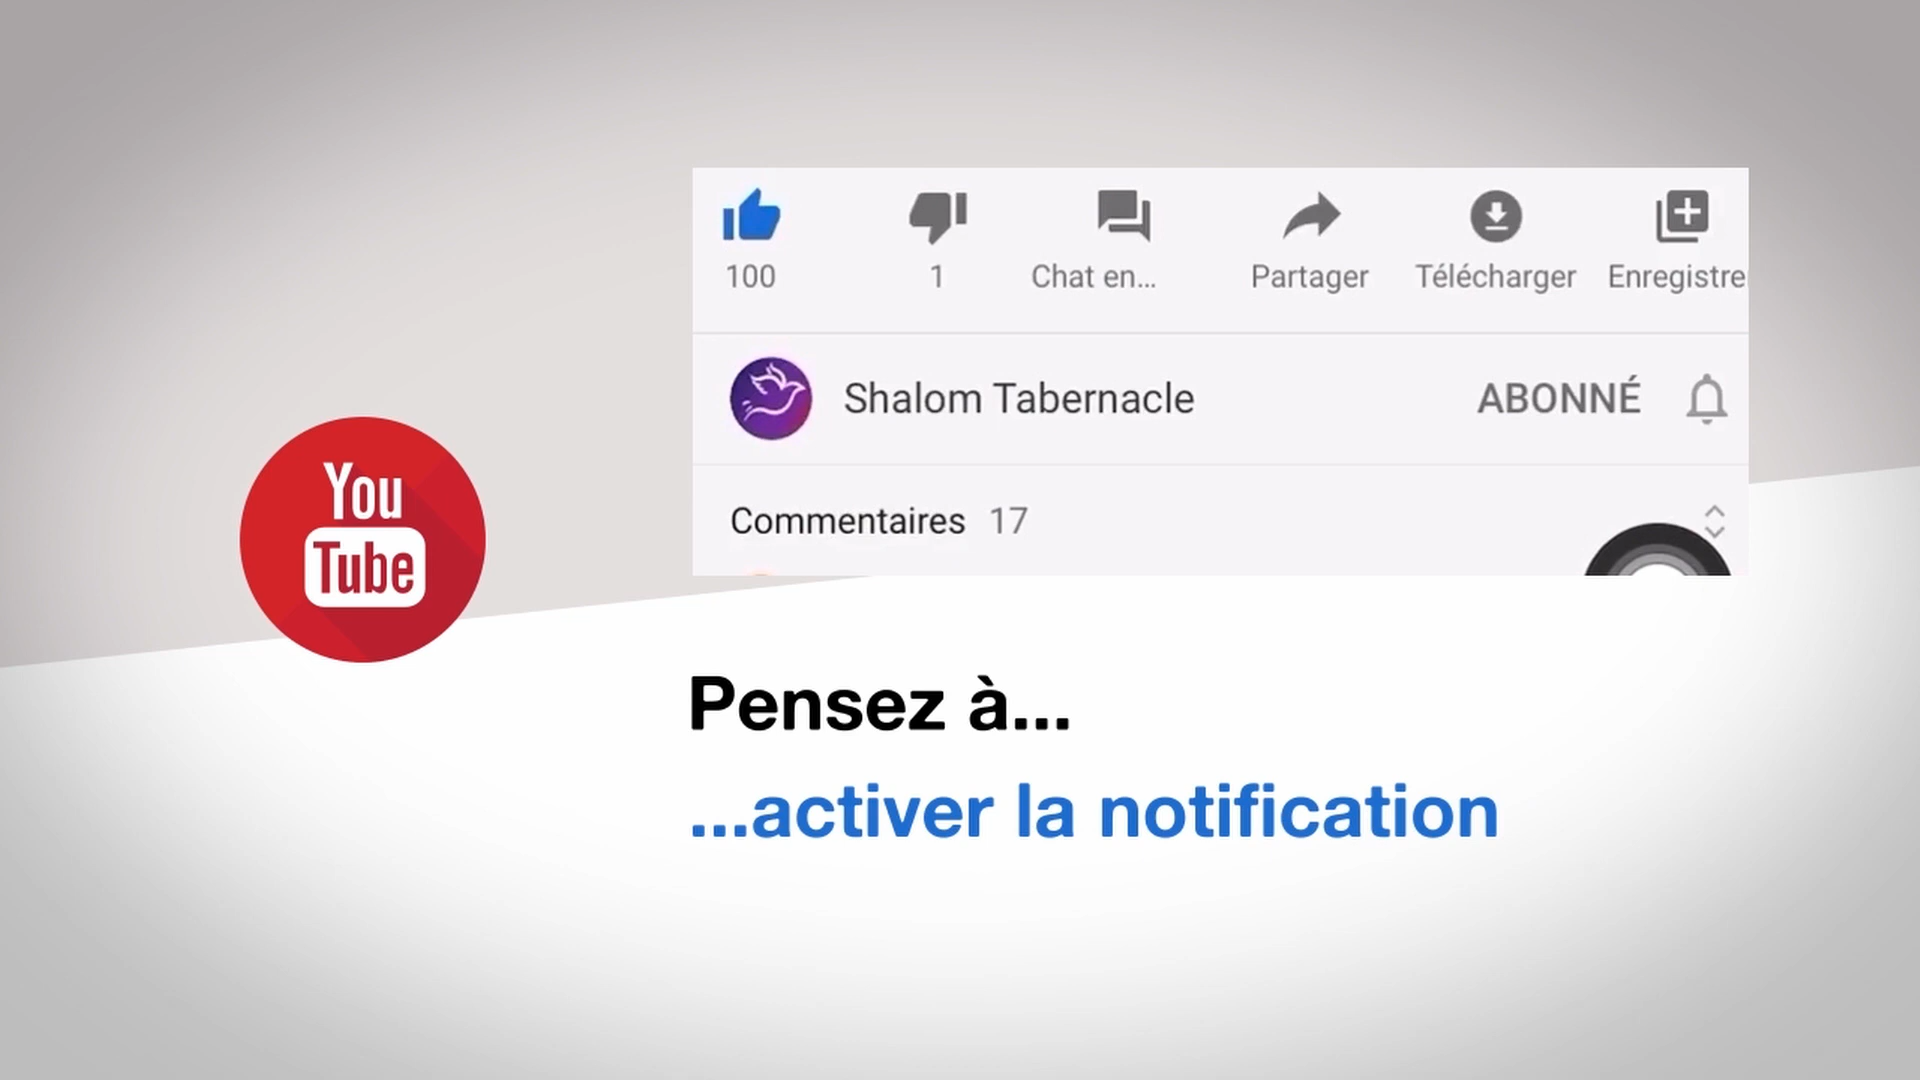 100
1
Chat en...
Partager
Télécharger
Enregistre
Shalom Tabernacle
ABONNÉ
Commentaires 17
You
Tube
Pensez à...
...activer la notification